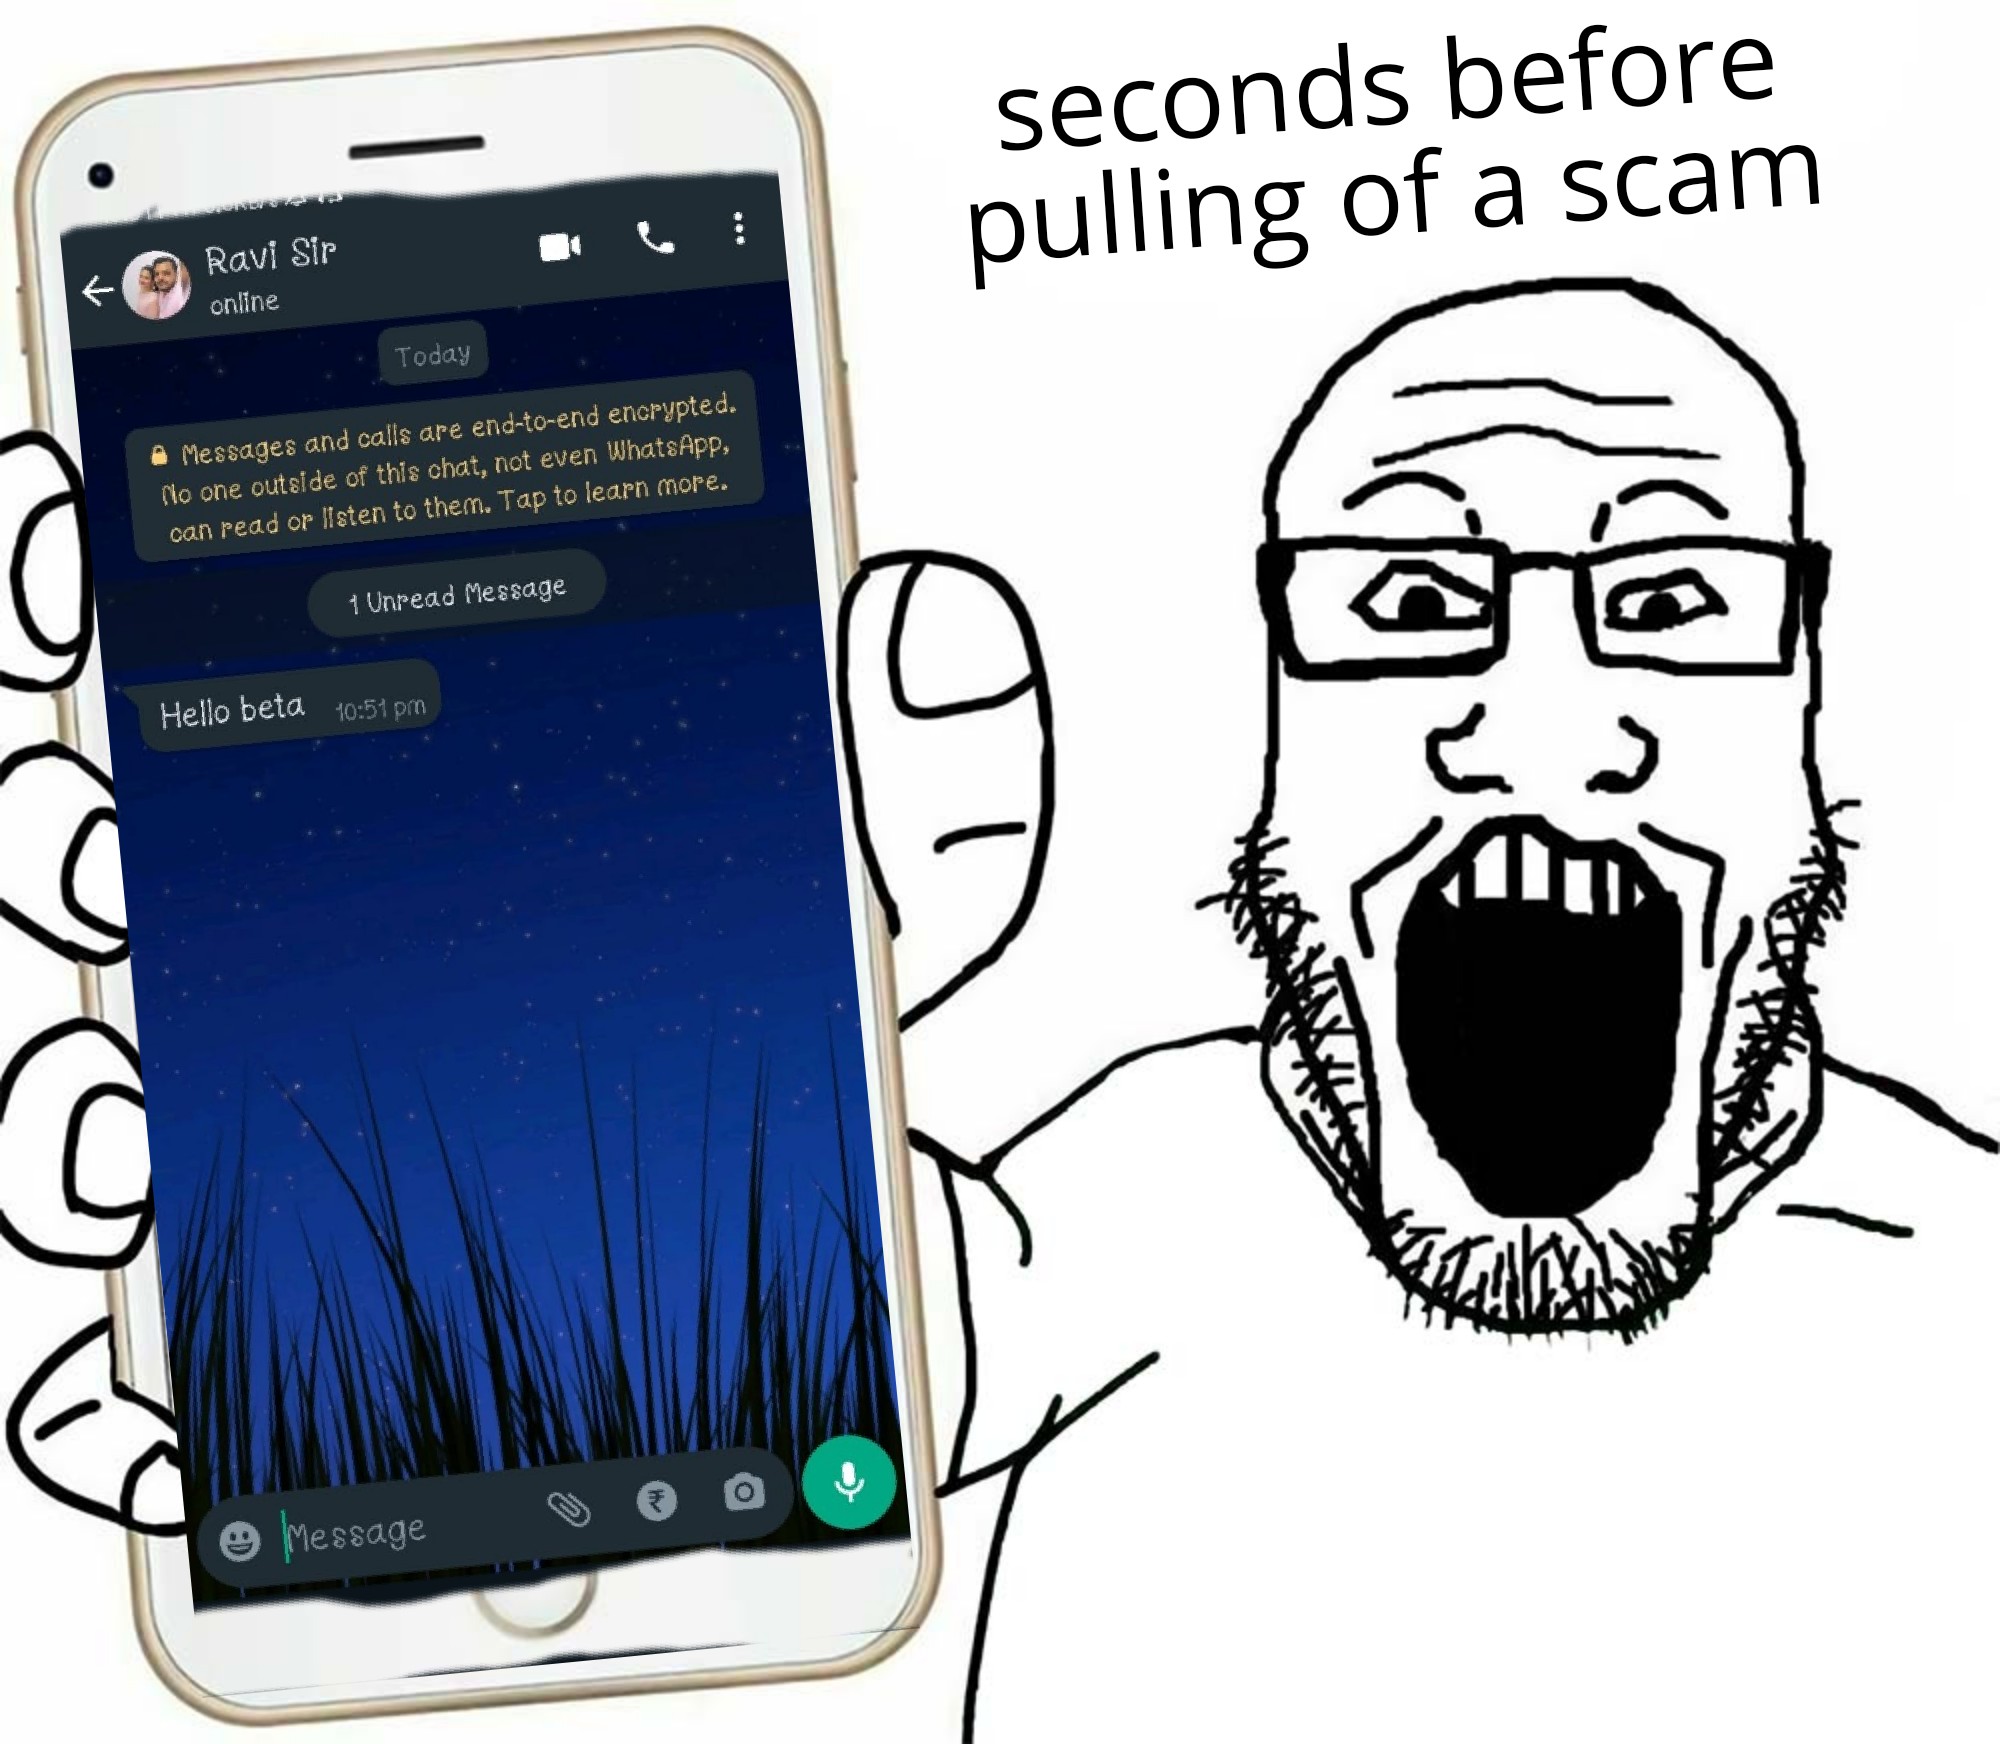 seconds before
pulling of a scam
Ravi Sir
online
Today
Messages and calls are end-to-end encrypted.
No one outside of this chat, not even WhatsApp,
can read or listen to them. Tap to learn more.
1 Unread Message
Hello beta 10:51 pm
Message